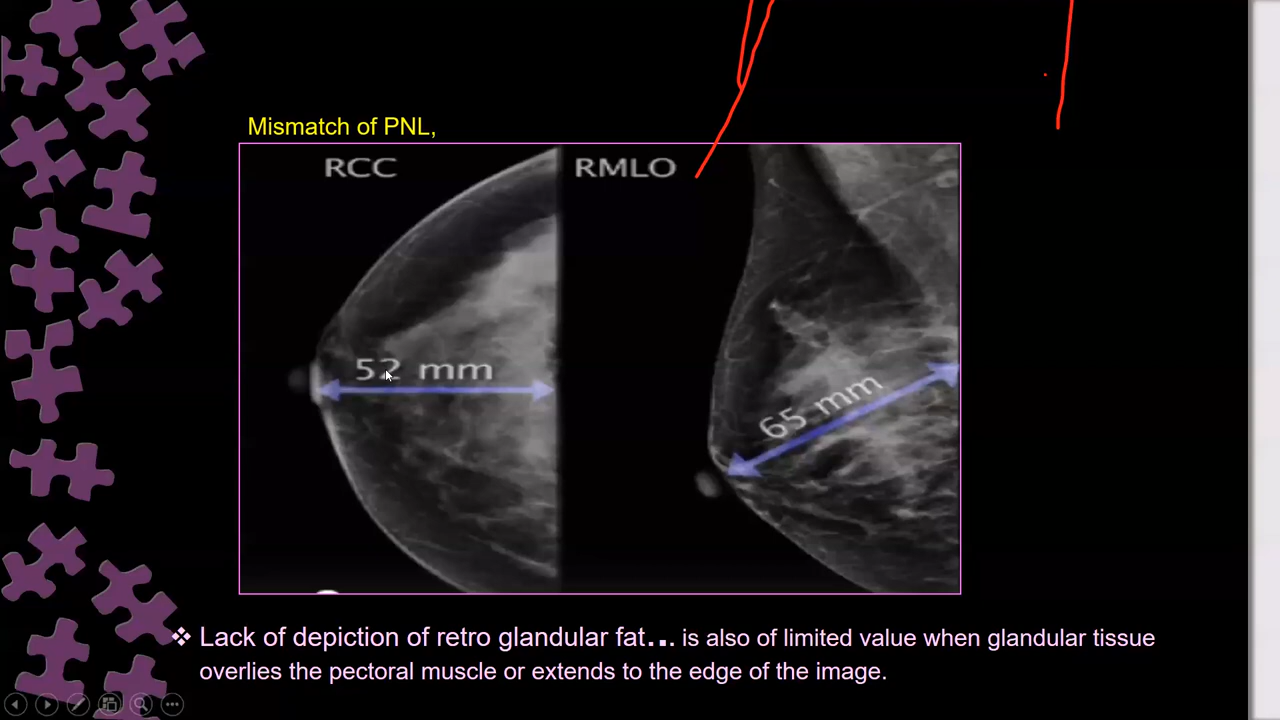 Mismatch of PNL,
RCC
RMLO
52 mm
65 mm
❖ Lack of depiction of retro glandular fat... is also of limited value when glandular tissue
overlies the pectoral muscle or extends to the edge of the image.